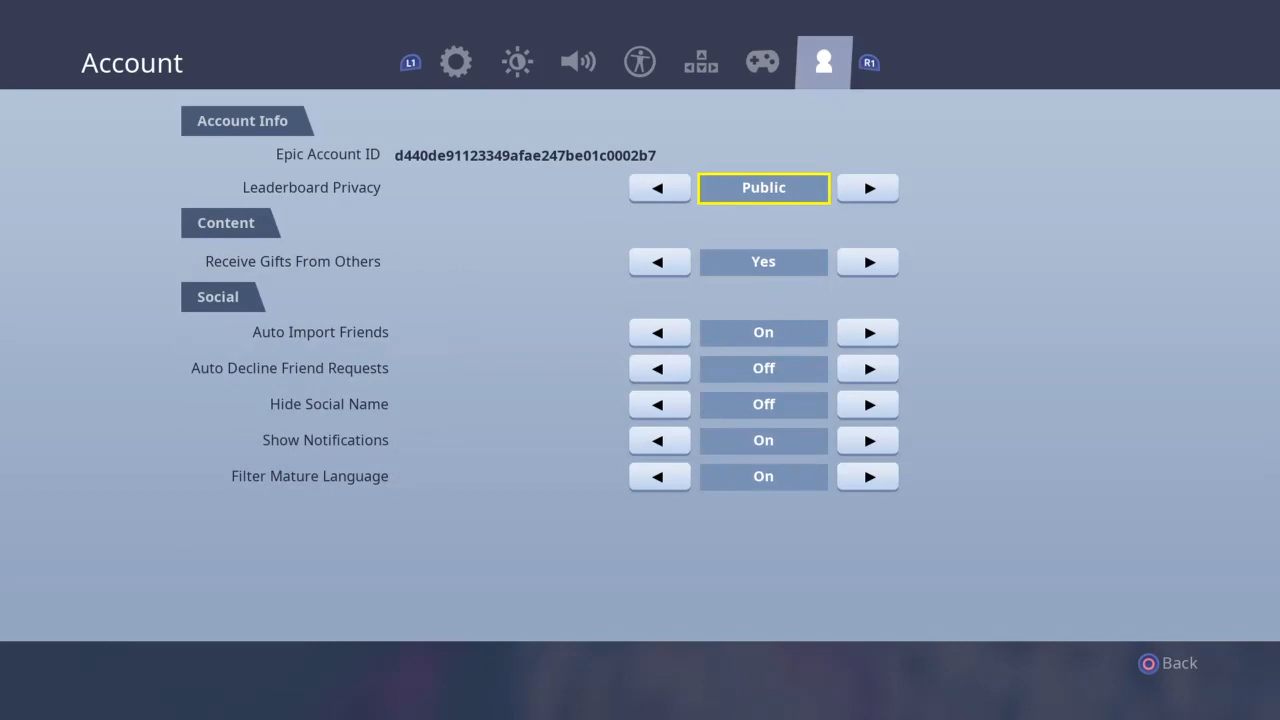 Account
L1
R1
Account Info
Epic Account ID d440de91123349afae247be01c0002b7
Leaderboard Privacy Public
Content
Receive Gifts From Others Yes
Social
Auto Import Friends On
Auto Decline Friend Requests Off
Hide Social Name Off
Show Notifications On
Filter Mature Language On
Back